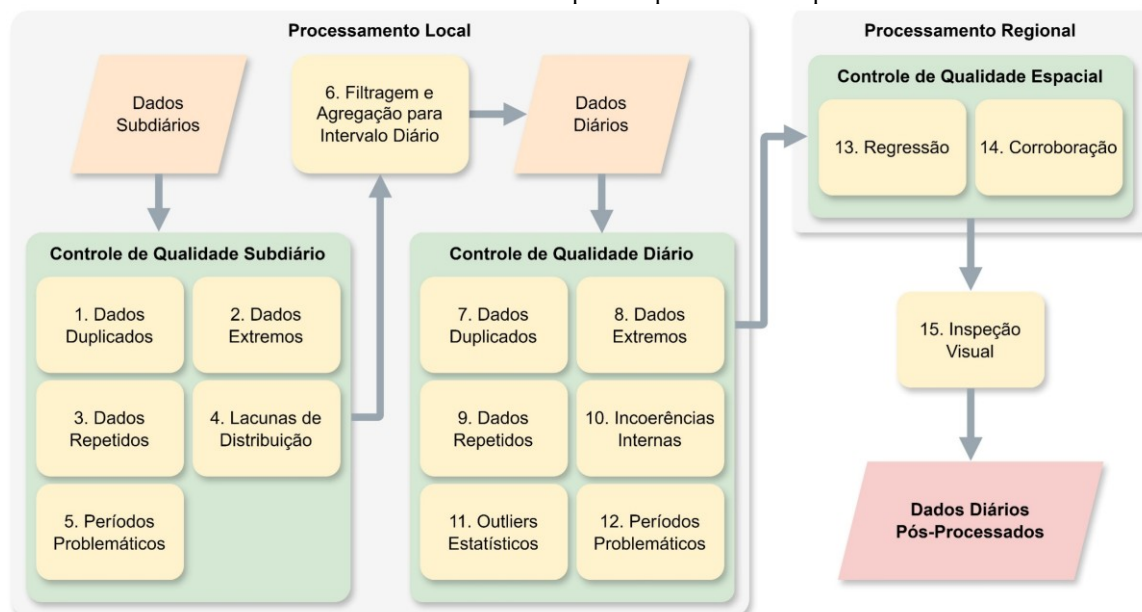 Processamento Local
Dados
Subdiários
6. Filtragem e
Agregação para
Intervalo Diário
Dados
Diários
Controle de Qualidade Subdiário
1. Dados
Duplicados
2. Dados
Extremos
3. Dados
Repetidos
4. Lacunas de
Distribuição
5. Períodos
Problemáticos
Controle de Qualidade Diário
7. Dados
Duplicados
8. Dados
Extremos
9. Dados
Repetidos
10. Incoerências
Internas
11. Outliers
Estatísticos
12. Períodos
Problemáticos
Processamento Regional
Controle de Qualidade Espacial
13. Regressão
14. Corroboração
15. Inspeção
Visual
Dados Diários
Pós-Processados